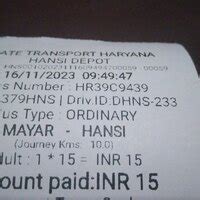 ATE TRANSPORT HARYANA
HANSI DEPOT
16/11/2023 09:49:47
s Number : HR39C9439
379HNS | Driv.ID:DHNS-233
us Type : ORDINARY
MAYAR - HANSI
(Journey Kms: 10.0)
dult : 1 * 15 = INR 15
ount paid:INR 15